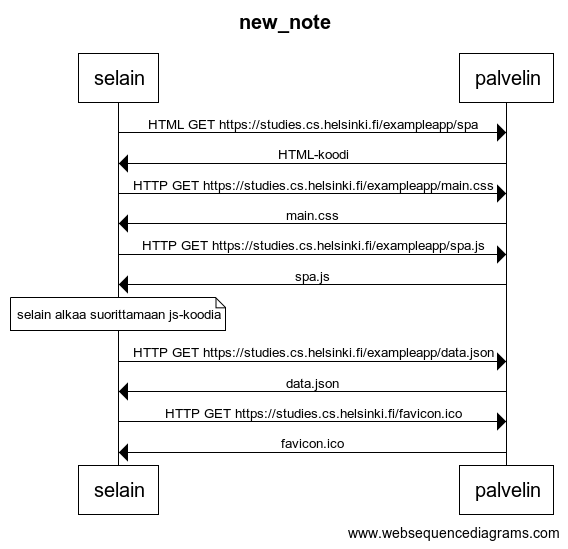 new_note
selain palvelin
HTML GET https://studies.cs.helsinki.fi/exampleapp/spa
HTML-koodi
HTTP GET https://studies.cs.helsinki.fi/exampleapp/main.css
main.css
HTTP GET https://studies.cs.helsinki.fi/exampleapp/spa.js
spa.js
selain alkaa suorittamaan js-koodia
HTTP GET https://studies.cs.helsinki.fi/exampleapp/data.json
data.json
HTTP GET https://studies.cs.helsinki.fi/favicon.ico
favicon.ico
selain palvelin
www.websequencediagrams.com